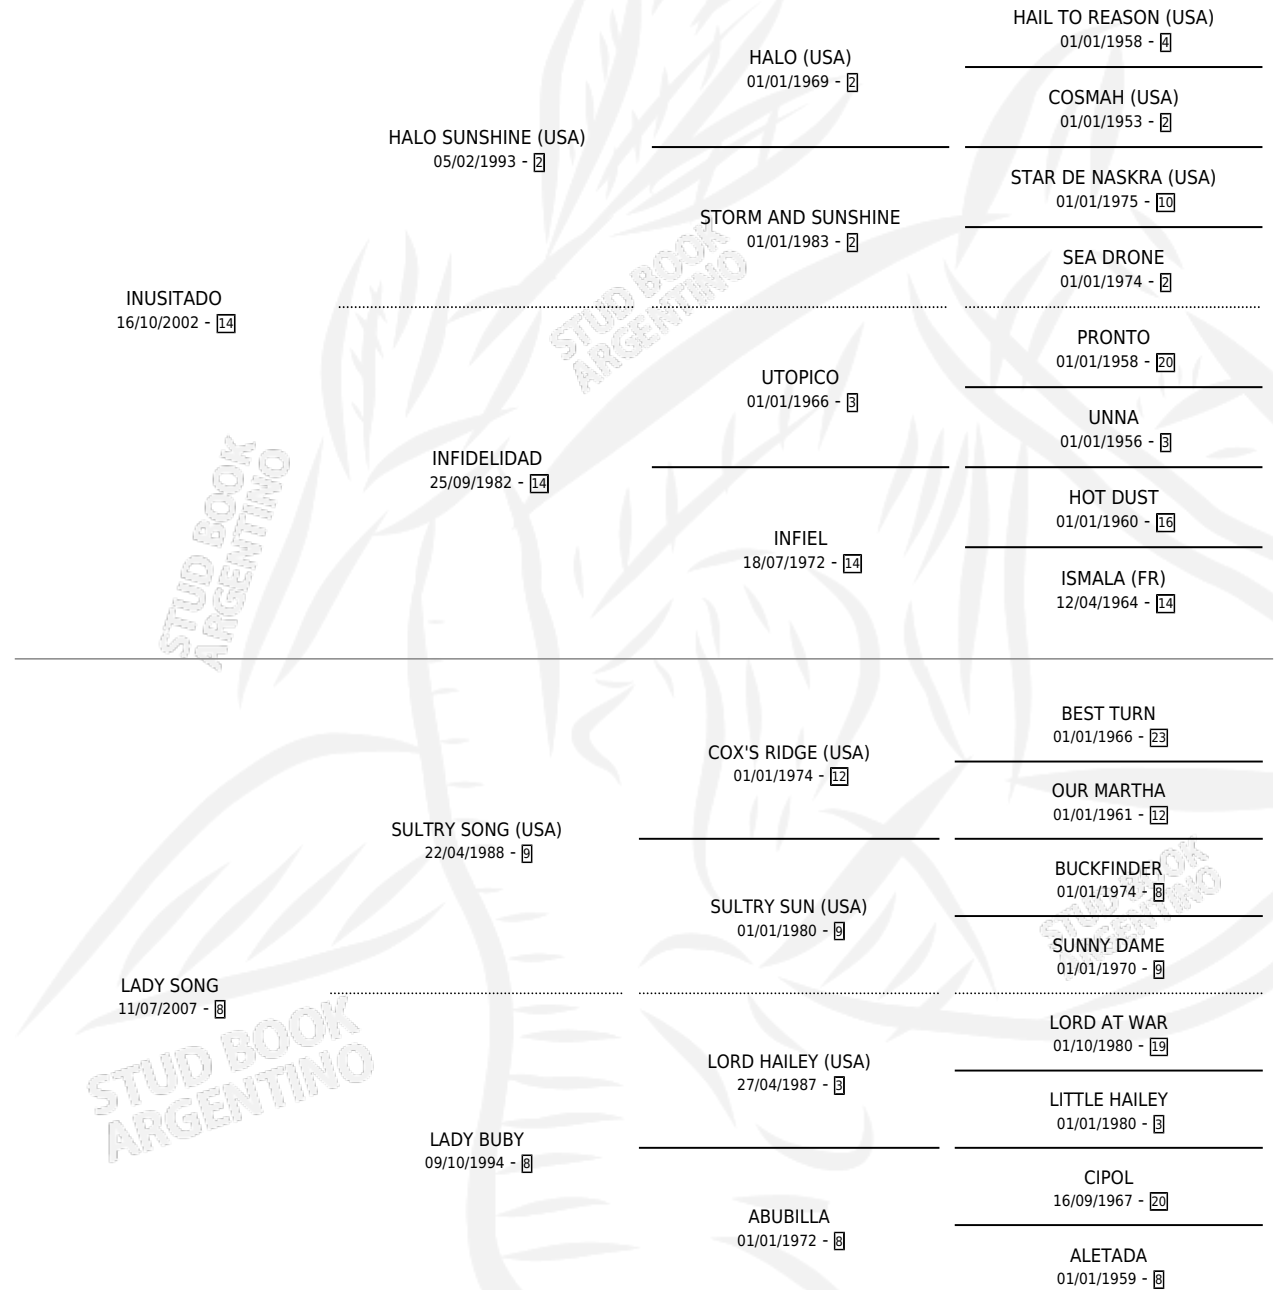 INUSITADO
16/10/2002 - 14
HALO SUNSHINE (USA)
05/02/1993 - 2
HALO (USA)
01/01/1969 - 2
HAIL TO REASON (USA)
01/01/1958 - 4
COSMAH (USA)
01/01/1953 - 2
STORM AND SUNSHINE
01/01/1983 - 2
STAR DE NASKRA (USA)
01/01/1975 - 10
SEA DRONE
01/01/1974 - 2
INFIDELIDAD
25/09/1982 - 14
UTOPICO
01/01/1966 - 3
PRONTO
01/01/1958 - 20
UNNA
01/01/1956 - 3
INFIEL
18/07/1972 - 14
HOT DUST
01/01/1960 - 16
ISMALA (FR)
12/04/1964 - 14
LADY SONG
11/07/2007 - 8
SULTRY SONG (USA)
22/04/1988 - 9
COX'S RIDGE (USA)
01/01/1974 - 12
BEST TURN
01/01/1966 - 23
OUR MARTHA
01/01/1961 - 12
SULTRY SUN (USA)
01/01/1980 - 9
BUCKFINDER
01/01/1974 - 8
SUNNY DAME
01/01/1970 - 9
LADY BUBY
09/10/1994 - 8
LORD HAILEY (USA)
27/04/1987 - 3
LORD AT WAR
01/10/1980 - 19
LITTLE HAILEY
01/01/1980 - 3
ABUBILLA
01/01/1972 - 8
CIPOL
16/09/1967 - 20
ALETADA
01/01/1959 - 8
STUD BOOK
ARGENTINO
STUD BOOK
ARGENTINO
STUD BOOK
ARGENTINO
STUD BOOK
ARGENTINO